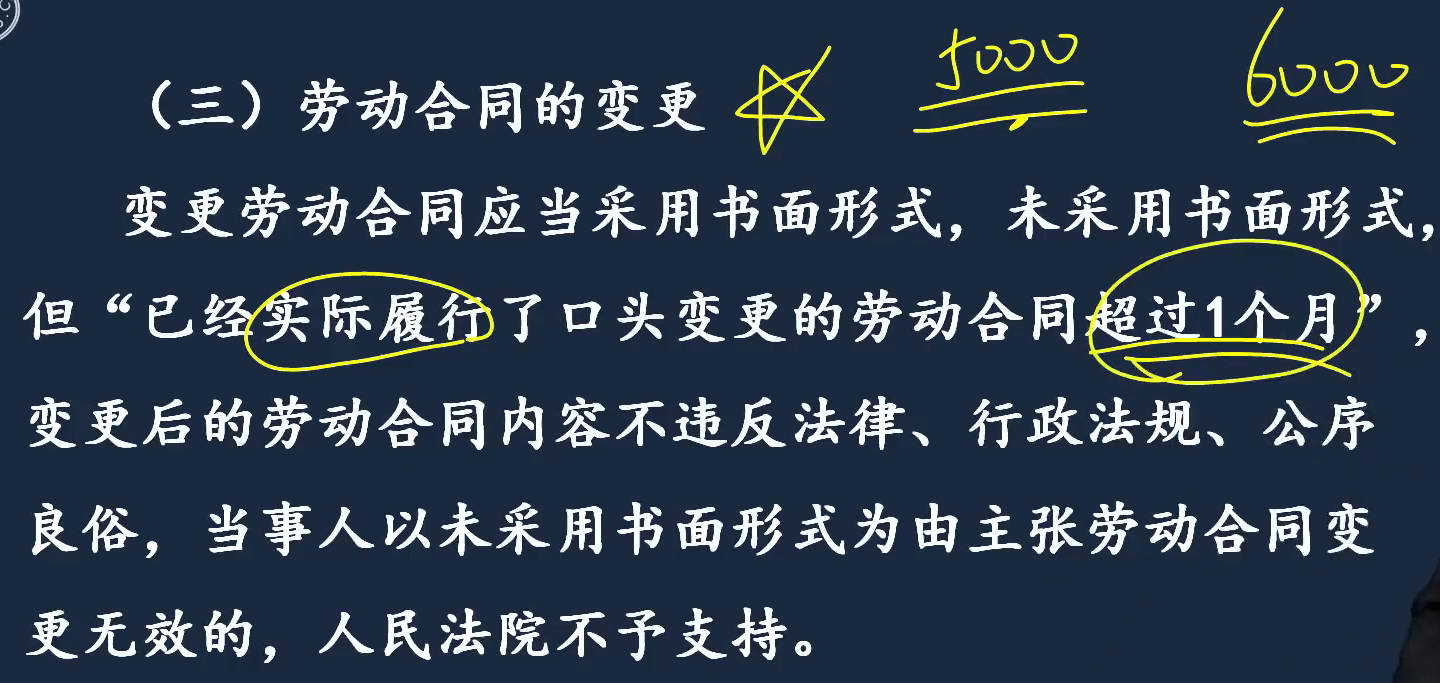 5000 6000
（三）劳动合同的变更
变更劳动合同应当采用书面形式，未采用书面形式，
但“已经实际履行了口头变更的劳动合同超过1个月”，
变更后的劳动合同内容不违反法律、行政法规、公序
良俗，当事人以未采用书面形式为由主张劳动合同变
更无效的，人民法院不予支持。